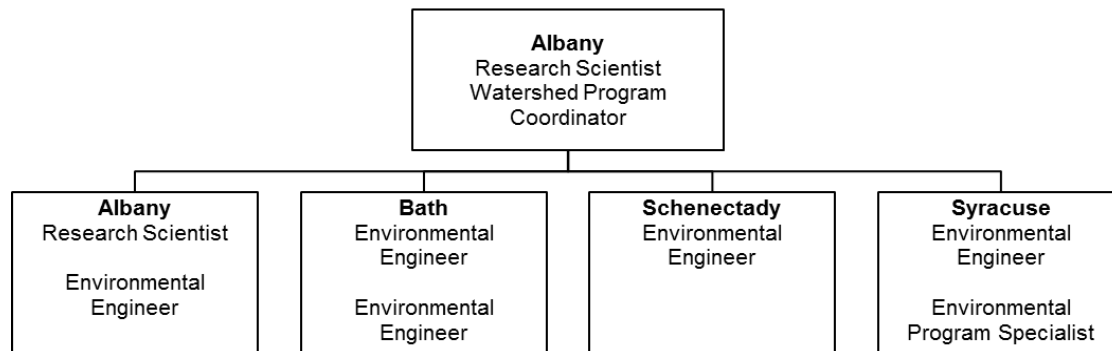 Albany
Research Scientist
Watershed Program
Coordinator
Albany
Research Scientist
Environmental
Engineer
Bath
Environmental
Engineer
Environmental
Engineer
Schenectady
Environmental
Engineer
Syracuse
Environmental
Engineer
Environmental
Program Specialist